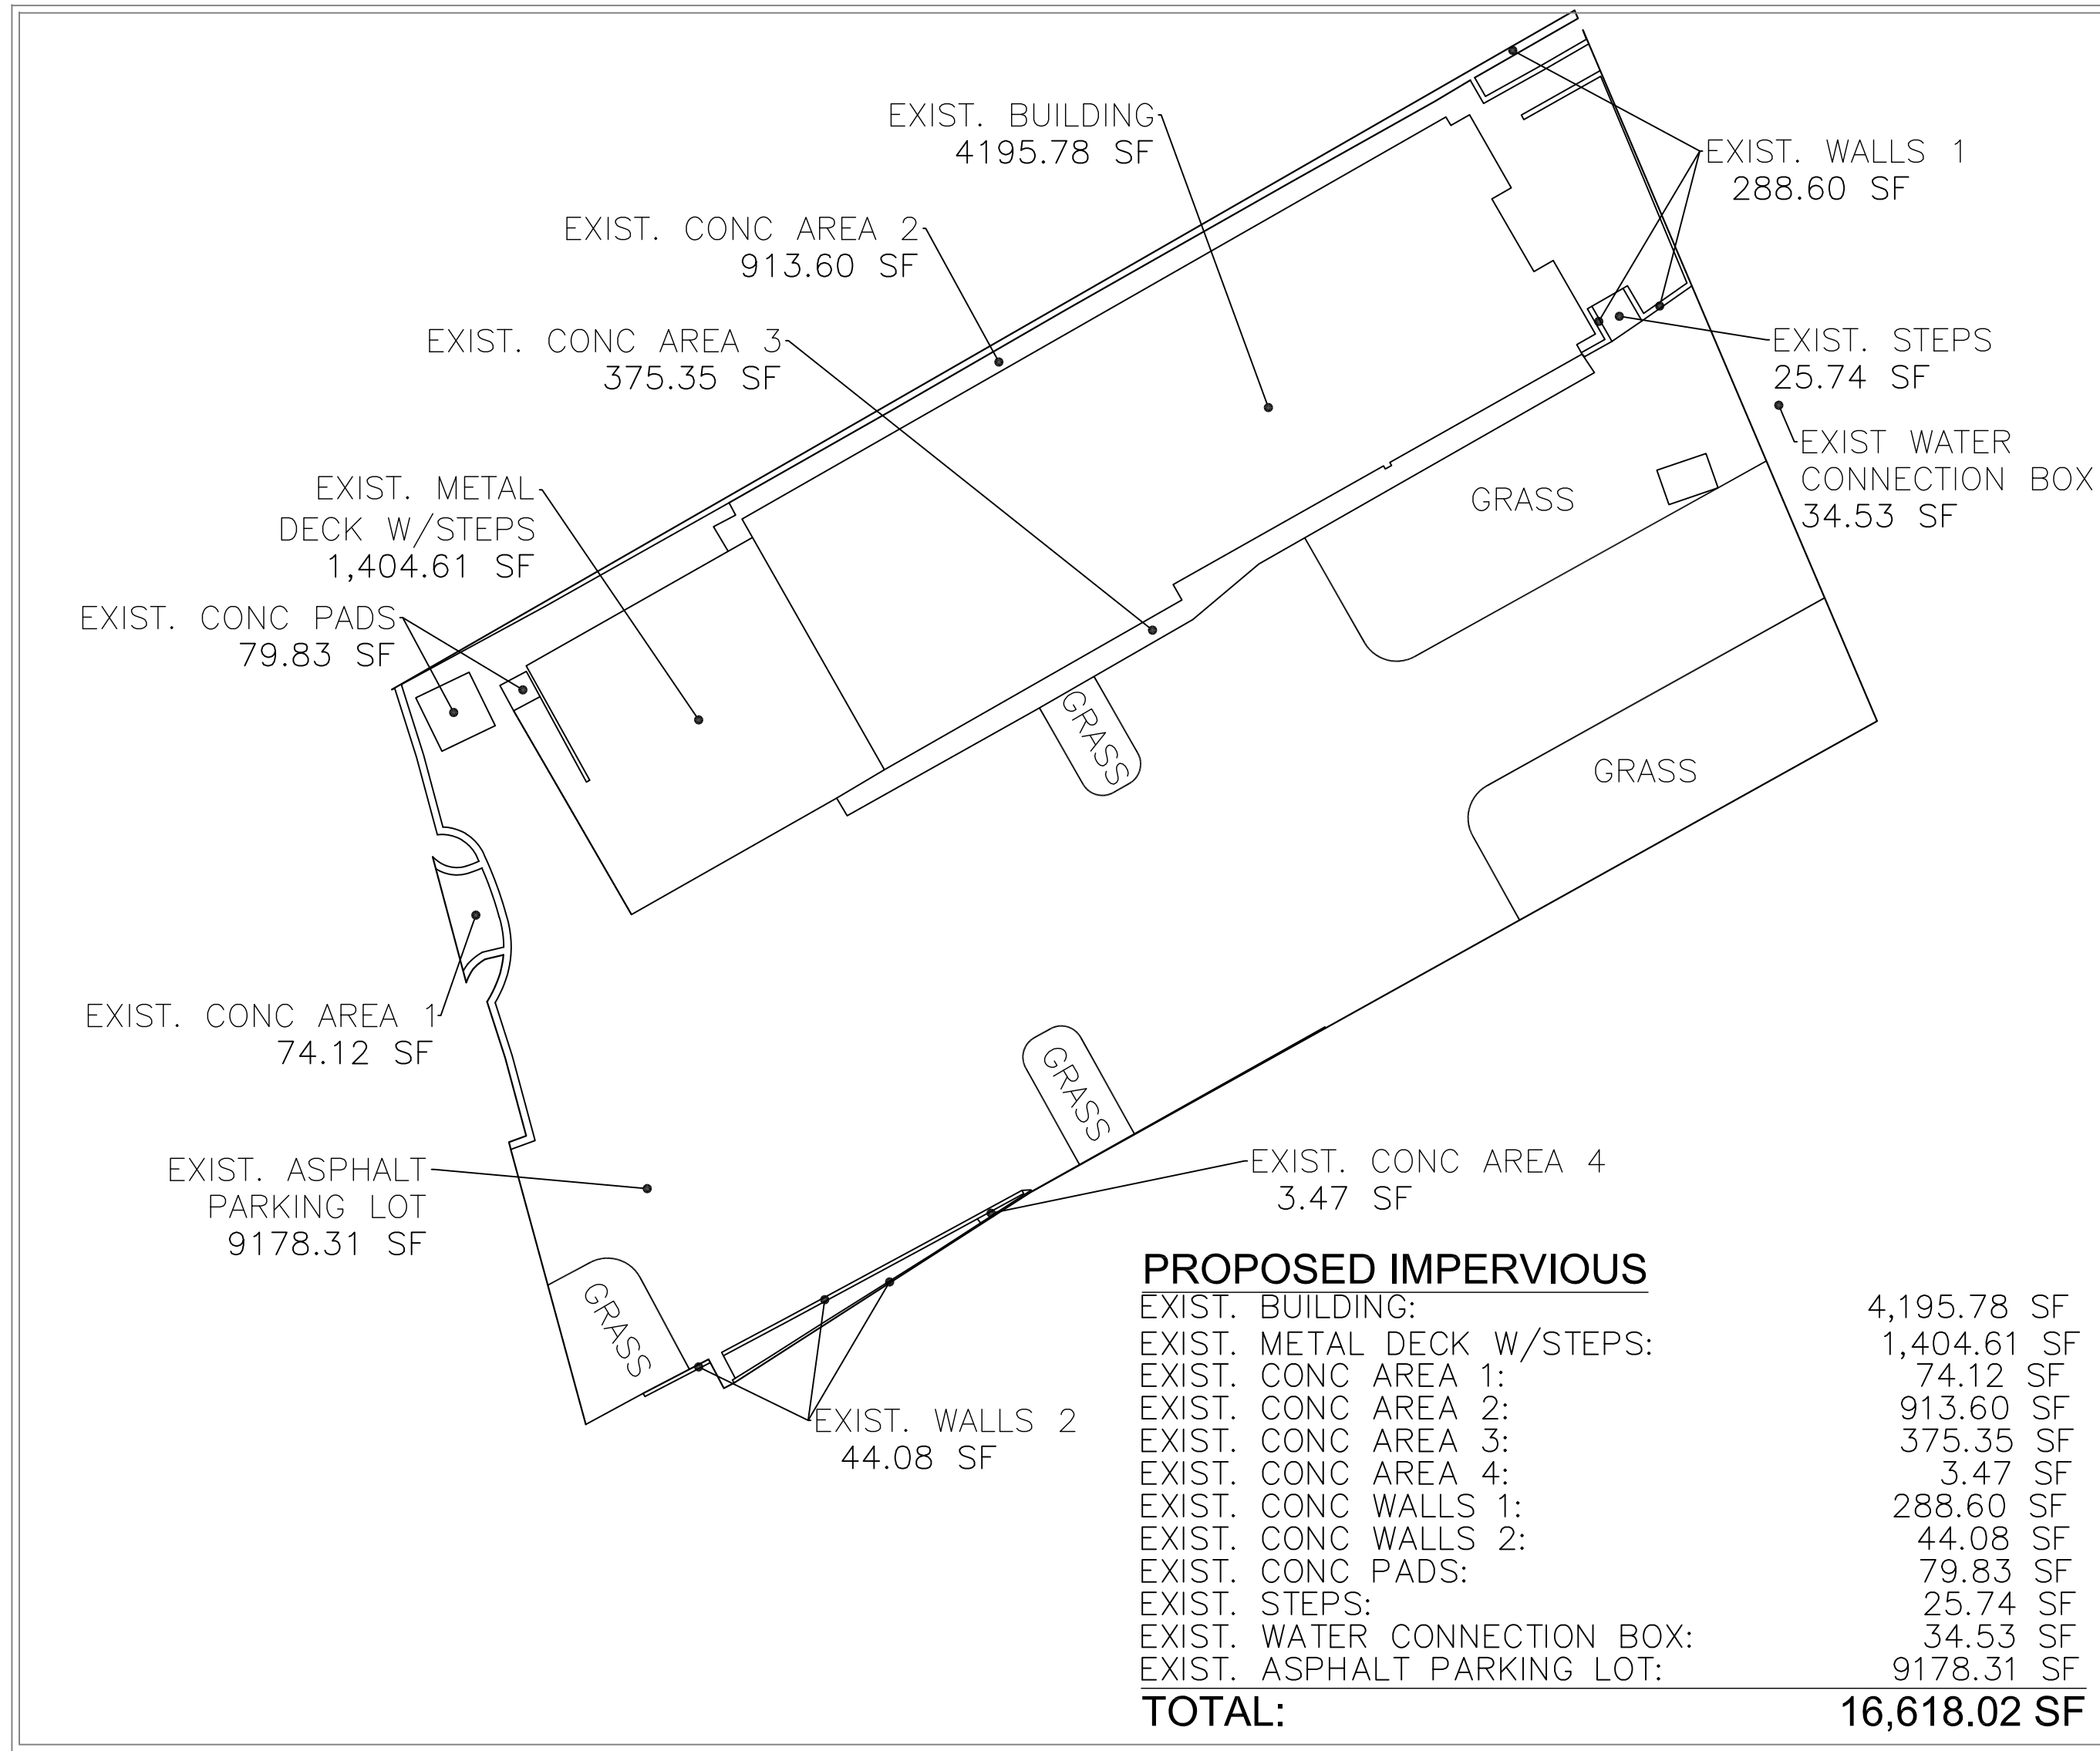 EXIST. BUILDING
4195.78 SF
EXIST. WALLS 1
288.60 SF
EXIST. CONC AREA 2
913.60 SF
EXIST. CONC AREA 3
375.35 SF
EXIST. STEPS
25.74 SF
EXIST WATER
CONNECTION BOX
34.53 SF
EXIST. METAL
DECK W/STEPS
1,404.61 SF
GRASS
EXIST. CONC PADS
79.83 SF
GRASS
GRASS
EXIST. CONC AREA 1
74.12 SF
GRASS
EXIST. ASPHALT
PARKING LOT
9178.31 SF
EXIST. CONC AREA 4
3.47 SF
GRASS
EXIST. WALLS 2
44.08 SF
PROPOSED IMPERVIOUS
EXIST. BUILDING: 4,195.78 SF
EXIST. METAL DECK W/STEPS: 1,404.61 SF
EXIST. CONC AREA 1: 74.12 SF
EXIST. CONC AREA 2: 913.60 SF
EXIST. CONC AREA 3: 375.35 SF
EXIST. CONC AREA 4: 3.47 SF
EXIST. CONC WALLS 1: 288.60 SF
EXIST. CONC WALLS 2: 44.08 SF
EXIST. CONC PADS: 79.83 SF
EXIST. STEPS: 25.74 SF
EXIST. WATER CONNECTION BOX: 34.53 SF
EXIST. ASPHALT PARKING LOT: 9178.31 SF
TOTAL: 16,618.02 SF